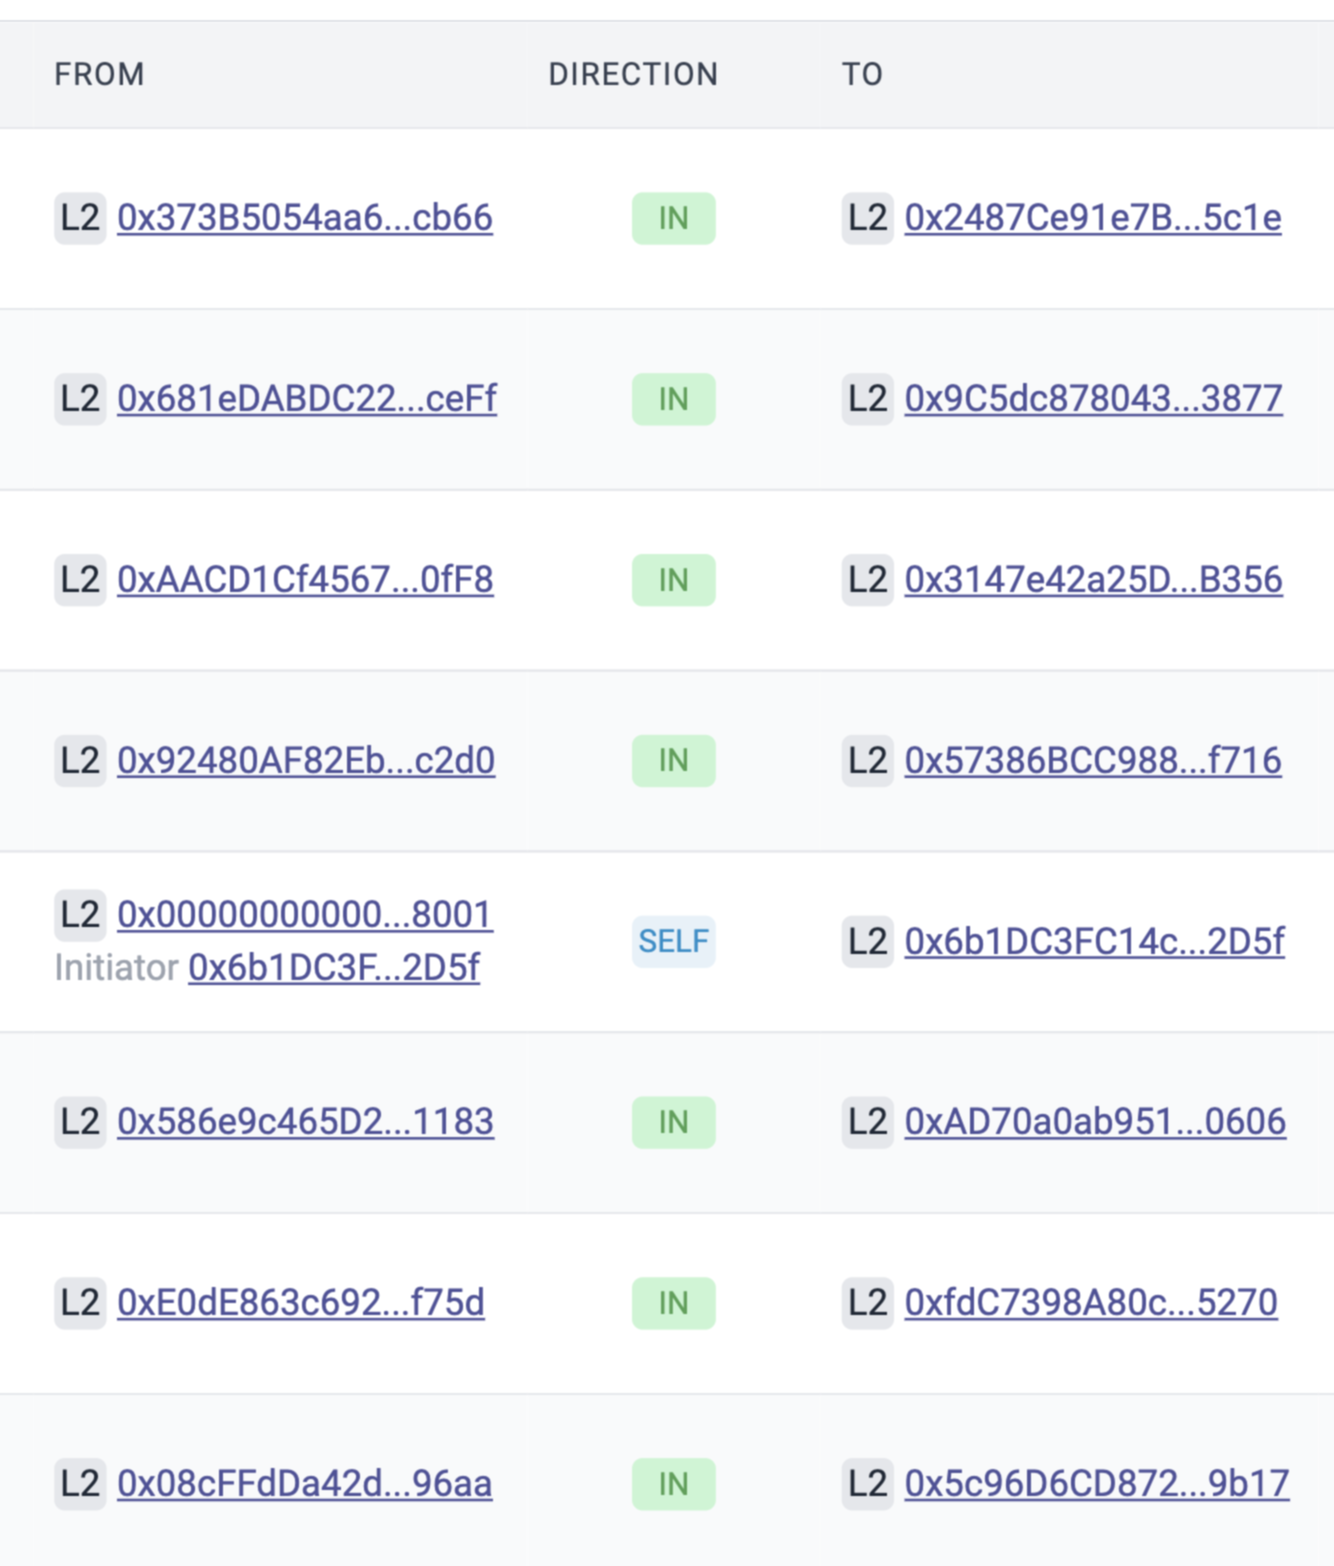 FROM DIRECTION TO
L2 0x373B5054aa6...cb66 IN L2 0x2487Ce91e7B...5c1e
L2 0x681eDABDC22...ceFf IN L2 0x9C5dc878043...3877
L2 0xAACD1Cf4567...0fF8 IN L2 0x3147e42a25D...B356
L2 0x92480AF82Eb...c2d0 IN L2 0x57386BCC988...f716
L2 0x00000000000...8001 SELF L2 0x6b1DC3FC14c...2D5f
Initiator 0x6b1DC3F...2D5f
L2 0x586e9c465D2...1183 IN L2 0xAD70a0ab951...0606
L2 0xE0dE863c692...f75d IN L2 0xfdC7398A80c...5270
L2 0x08cFFdDa42d...96aa IN L2 0x5c96D6CD872...9b17